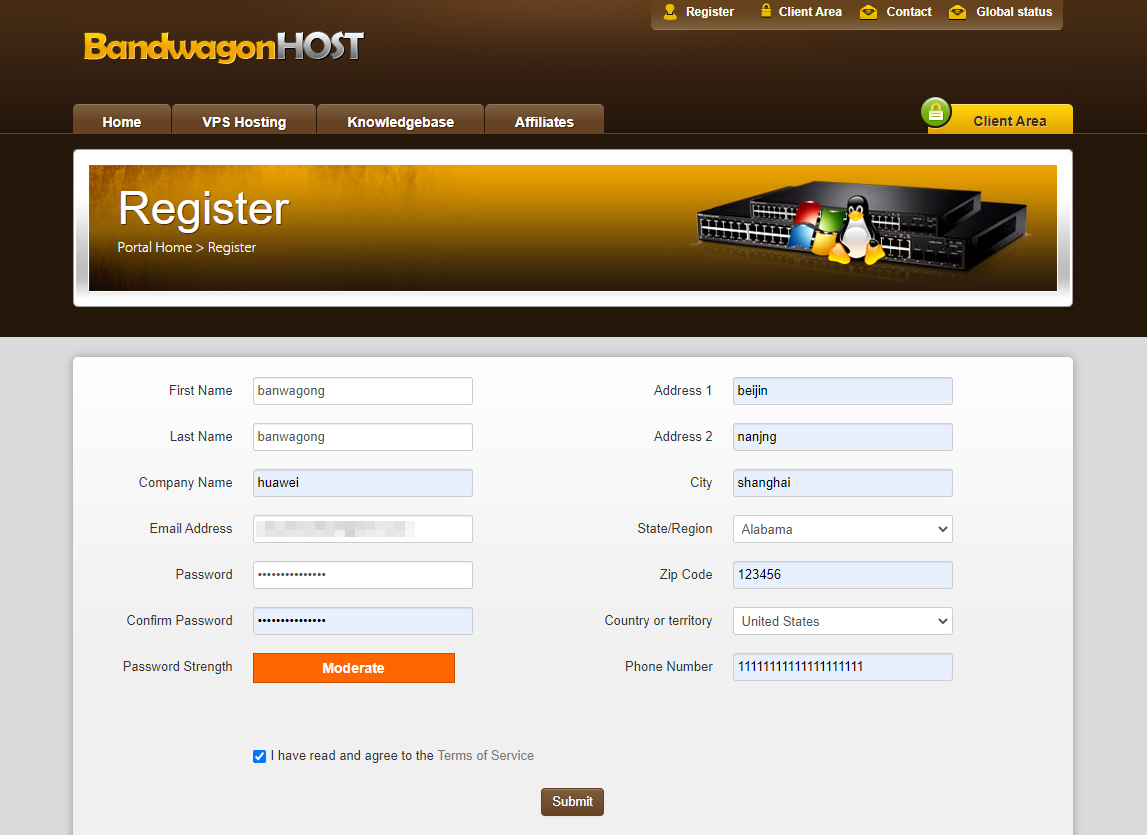 Register Client Area Contact Global status
BandwagonHOST
Home VPS Hosting Knowledgebase Affiliates Client Area
Register
Portal Home > Register
First Name banwagong
Last Name banwagong
Company Name huawei
Email Address
Password •••••••••••••••
Confirm Password •••••••••••••••
Password Strength Moderate
Address 1 beijin
Address 2 nanjng
City shanghai
State/Region Alabama
Zip Code 123456
Country or territory United States
Phone Number 11111111111111111111
I have read and agree to the Terms of Service
Submit